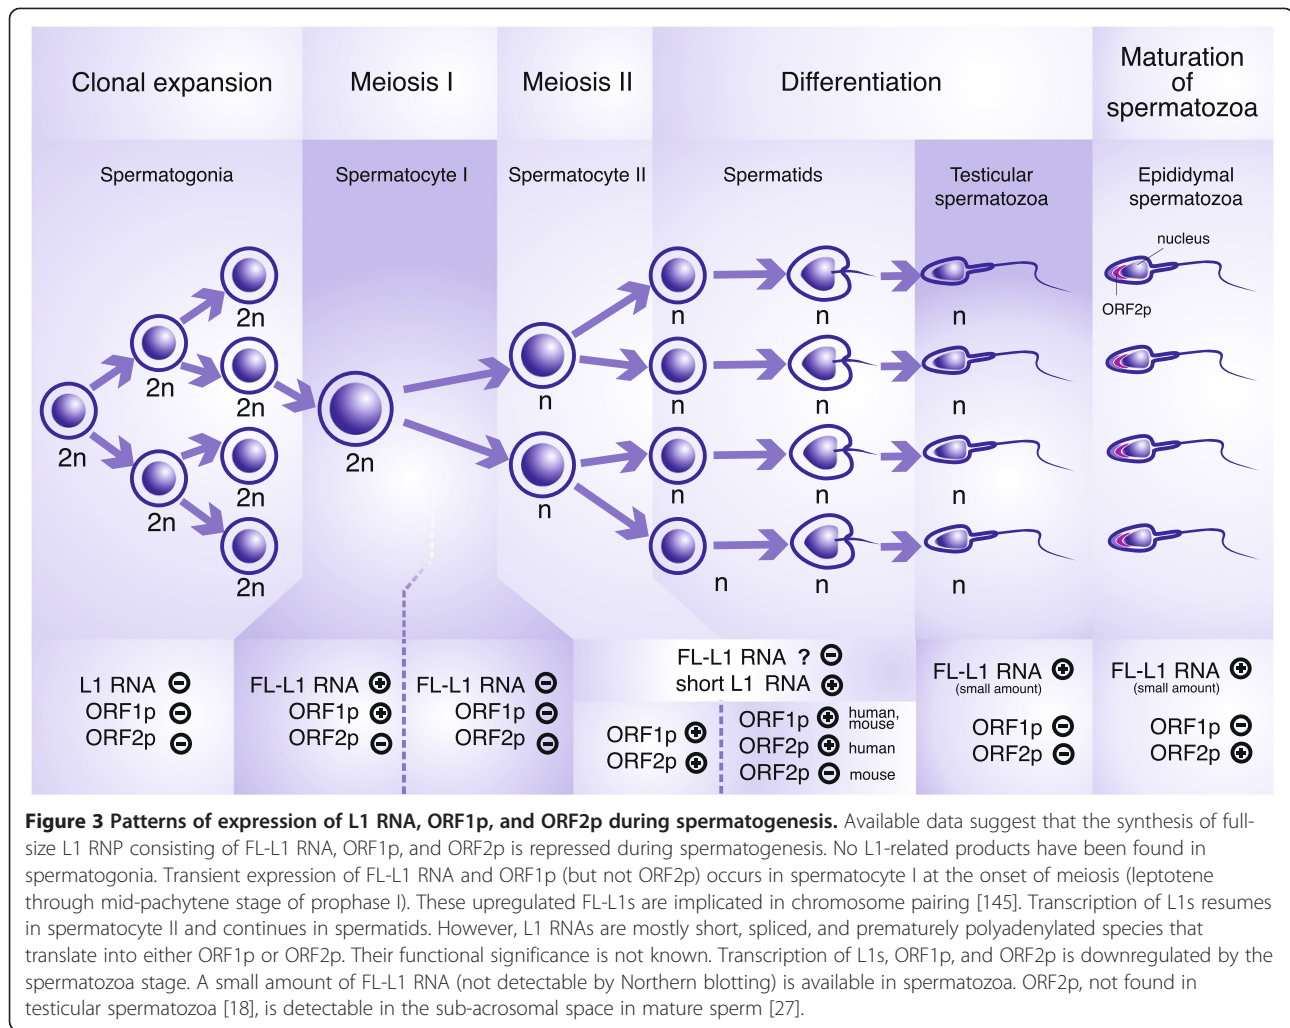 Clonal expansion
Meiosis I
Meiosis II
Differentiation
Maturation
of
spermatozoa
Spermatogonia
Spermatocyte I
Spermatocyte II
Spermatids
Testicular
spermatozoa
Epididymal
spermatozoa
nucleus
ORF2p
2n
2n
2n
2n
2n
2n
2n
2n
n
n
n
n
n
n
n
n
n
n
n
n
n
n
L1 RNA ⊖
ORF1p ⊖
ORF2p ⊖
FL-L1 RNA ⊕
ORF1p ⊕
ORF2p ⊖
FL-L1 RNA ⊖
ORF1p ⊖
ORF2p ⊖
FL-L1 RNA ? ⊖
short L1 RNA ⊕
ORF1p ⊕
ORF2p ⊕
ORF1p ⊕ human, mouse
ORF2p ⊕ human
ORF2p ⊖ mouse
FL-L1 RNA ⊕
(small amount)
ORF1p ⊖
ORF2p ⊖
FL-L1 RNA ⊕
(small amount)
ORF1p ⊖
ORF2p ⊕
Figure 3 Patterns of expression of L1 RNA, ORF1p, and ORF2p during spermatogenesis. Available data suggest that the synthesis of full-
size L1 RNP consisting of FL-L1 RNA, ORF1p, and ORF2p is repressed during spermatogenesis. No L1-related products have been found in
spermatogonia. Transient expression of FL-L1 RNA and ORF1p (but not ORF2p) occurs in spermatocyte I at the onset of meiosis (leptotene
through mid-pachytene stage of prophase I). These upregulated FL-L1s are implicated in chromosome pairing [145]. Transcription of L1s resumes
in spermatocyte II and continues in spermatids. However, L1 RNAs are mostly short, spliced, and prematurely polyadenylated species that
translate into either ORF1p or ORF2p. Their functional significance is not known. Transcription of L1s, ORF1p, and ORF2p is downregulated by the
spermatozoa stage. A small amount of FL-L1 RNA (not detectable by Northern blotting) is available in spermatozoa. ORF2p, not found in
testicular spermatozoa [18], is detectable in the sub-acrosomal space in mature sperm [27].